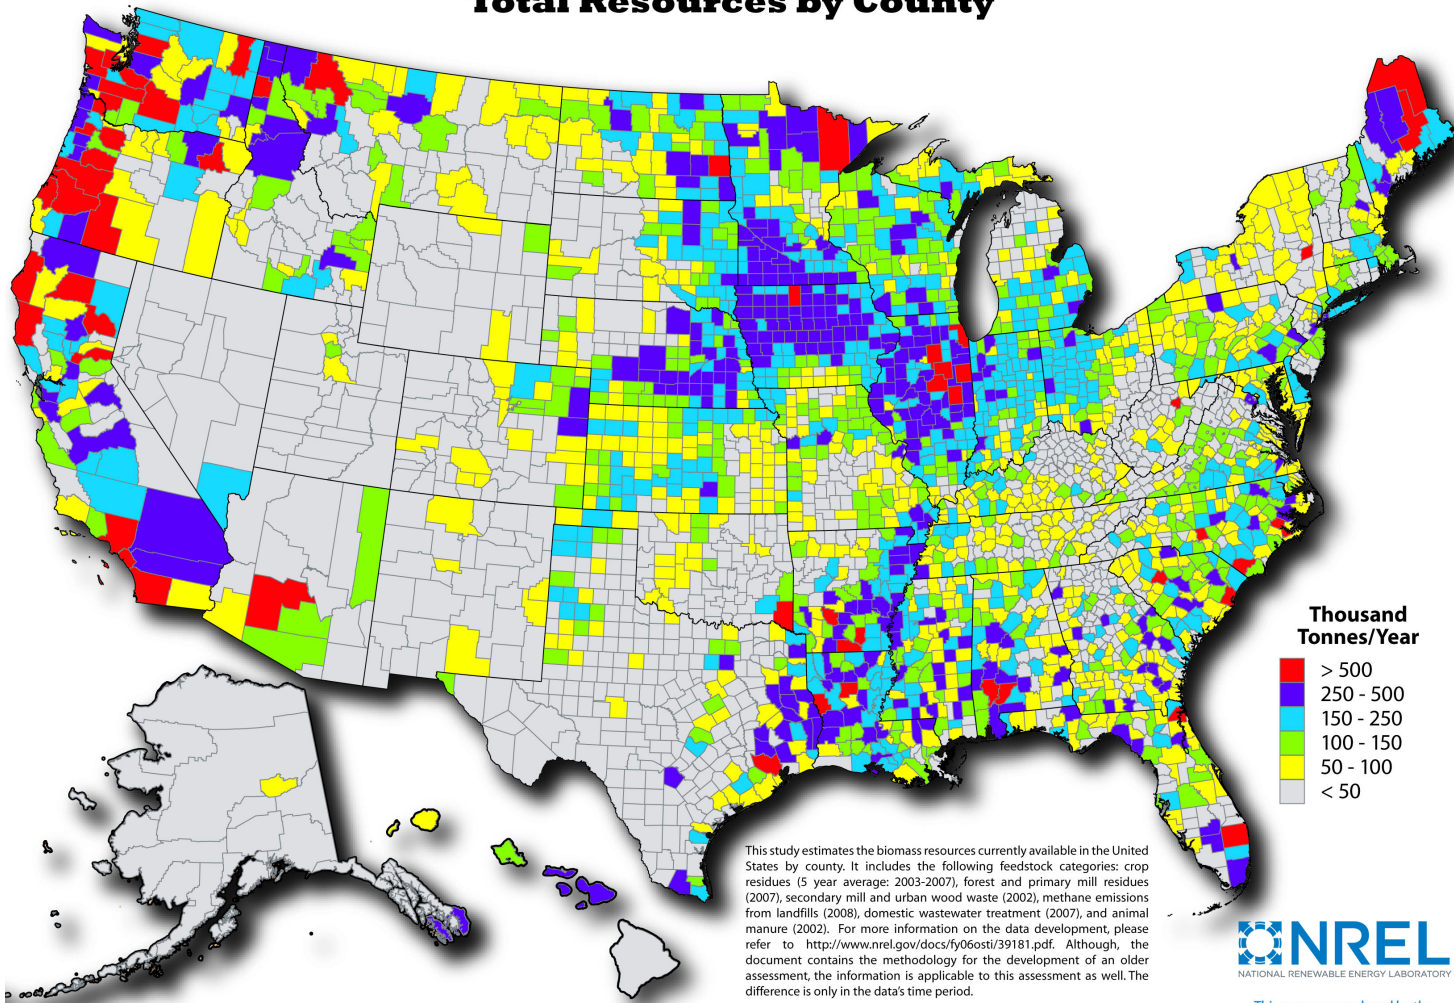 Total Resources by County
Thousand
Tonnes/Year
> 500
250 - 500
150 - 250
100 - 150
50 - 100
< 50
This study estimates the biomass resources currently available in the United
States by county. It includes the following feedstock categories: crop
residues (5 year average: 2003-2007), forest and primary mill residues
(2007), secondary mill and urban wood waste (2002), methane emissions
from landfills (2008), domestic wastewater treatment (2007), and animal
manure (2002). For more information on the data development, please
refer to http://www.nrel.gov/docs/fy06osti/39181.pdf. Although, the
document contains the methodology for the development of an older
assessment, the information is applicable to this assessment as well. The
difference is only in the data's time period.
NREL
NATIONAL RENEWABLE ENERGY LABORATORY